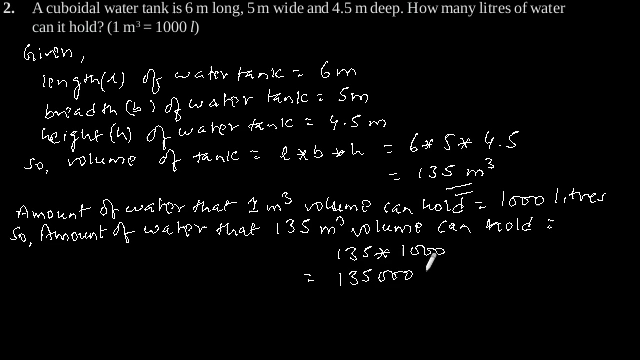 2. A cuboidal water tank is 6 m long, 5 m wide and 4.5 m deep. How many litres of water
can it hold? (1 m³ = 1000 l)
Given,
length(l) of water tank = 6m
breadth (b) of water tank = 5m
height (h) of water tank = 4.5 m
So, volume of tank = l*b*h = 6*5*4.5
= 135 m³
Amount of water that 1 m³ volume can hold = 1000 litres
So, Amount of water that 135 m³ volume can hold =
135*1000
= 135000